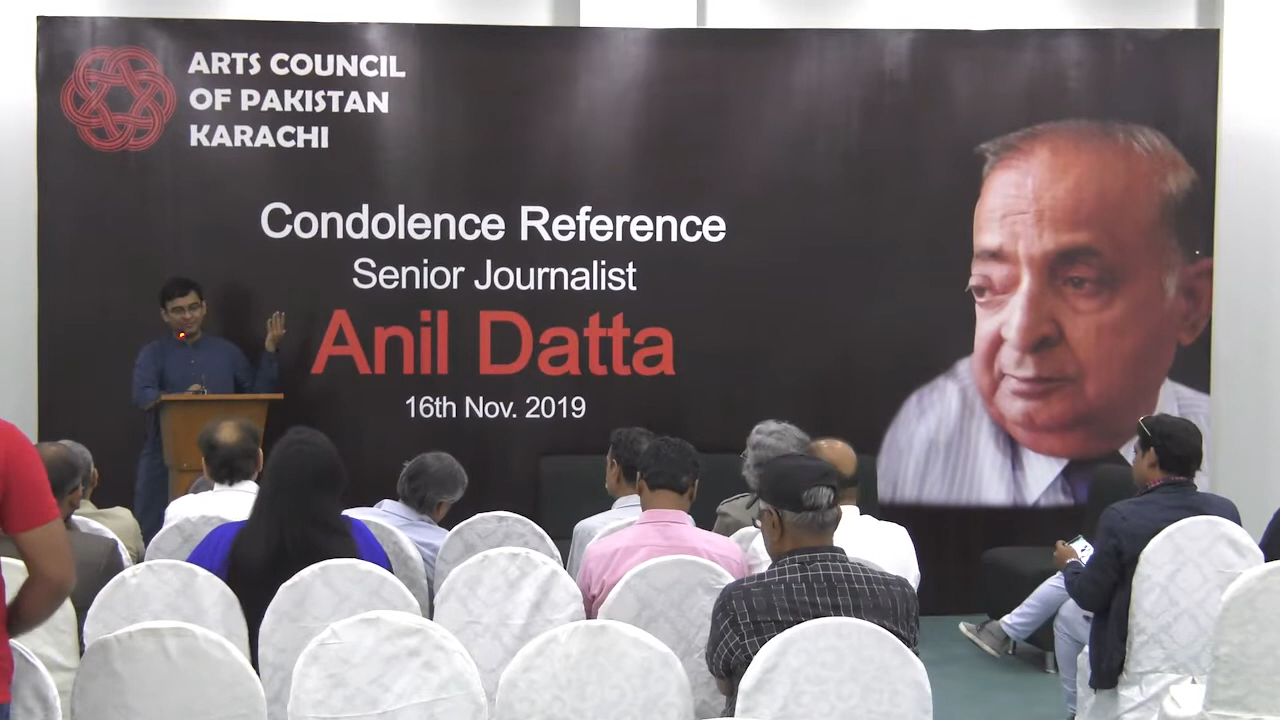 ARTS COUNCIL
OF PAKISTAN
KARACHI
Condolence Reference
Senior Journalist
Anil Datta
16th Nov. 2019